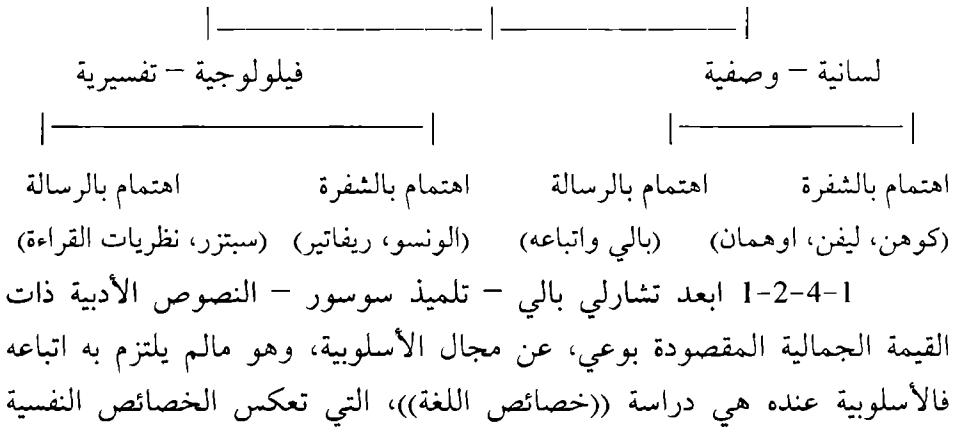 لسانية – وصفية فيلولوجية – تفسيرية
اهتمام بالشفرة اهتمام بالرسالة اهتمام بالشفرة اهتمام بالرسالة
(كوهن، ليفن، اوهمان) (بالي واتباعه) (الونسو، ريفاتير) (سبتزر، نظريات القراءة)
1-4-2-1 ابعد تشارلي بالي – تلميذ سوسور – النصوص الأدبية ذات
القيمة الجمالية المقصودة بوعي، عن مجال الأسلوبية، وهو مالم يلتزم به اتباعه
فالأسلوبية عنده هي دراسة ((خصائص اللغة))، التي تعكس الخصائص النفسية